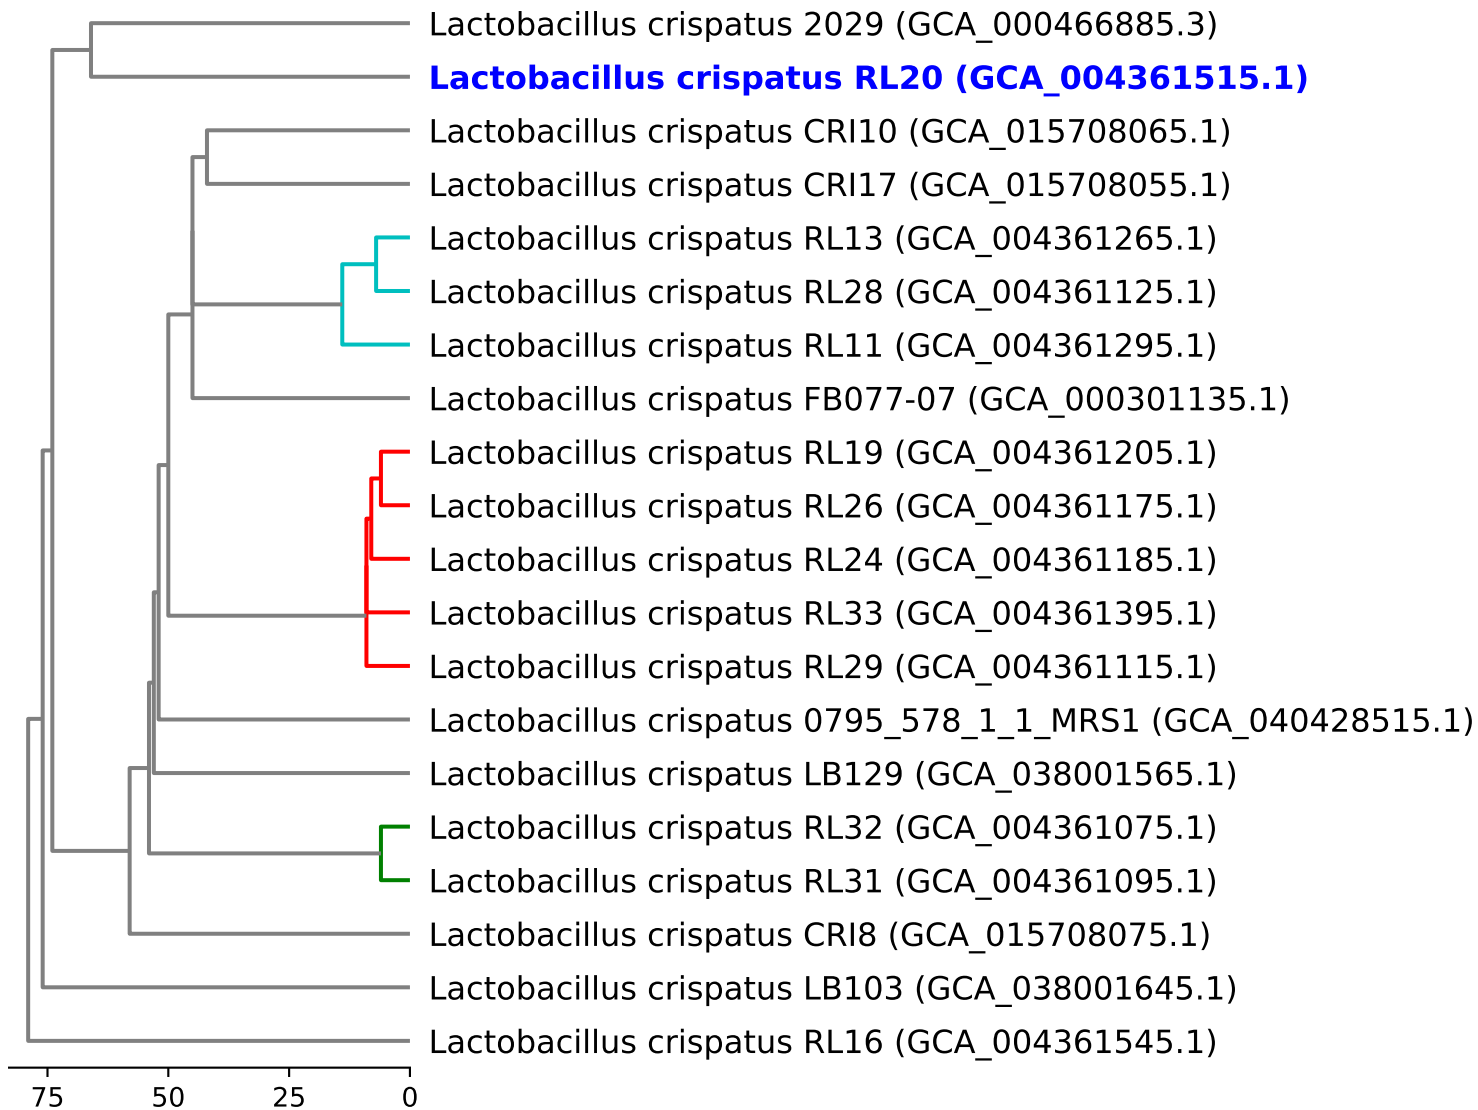 Lactobacillus crispatus 2029 (GCA_000466885.3)
Lactobacillus crispatus RL20 (GCA_004361515.1)
Lactobacillus crispatus CRI10 (GCA_015708065.1)
Lactobacillus crispatus CRI17 (GCA_015708055.1)
Lactobacillus crispatus RL13 (GCA_004361265.1)
Lactobacillus crispatus RL28 (GCA_004361125.1)
Lactobacillus crispatus RL11 (GCA_004361295.1)
Lactobacillus crispatus FB077-07 (GCA_000301135.1)
Lactobacillus crispatus RL19 (GCA_004361205.1)
Lactobacillus crispatus RL26 (GCA_004361175.1)
Lactobacillus crispatus RL24 (GCA_004361185.1)
Lactobacillus crispatus RL33 (GCA_004361395.1)
Lactobacillus crispatus RL29 (GCA_004361115.1)
Lactobacillus crispatus 0795_578_1_1_MRS1 (GCA_040428515.1)
Lactobacillus crispatus LB129 (GCA_038001565.1)
Lactobacillus crispatus RL32 (GCA_004361075.1)
Lactobacillus crispatus RL31 (GCA_004361095.1)
Lactobacillus crispatus CRI8 (GCA_015708075.1)
Lactobacillus crispatus LB103 (GCA_038001645.1)
Lactobacillus crispatus RL16 (GCA_004361545.1)
75 50 25 0